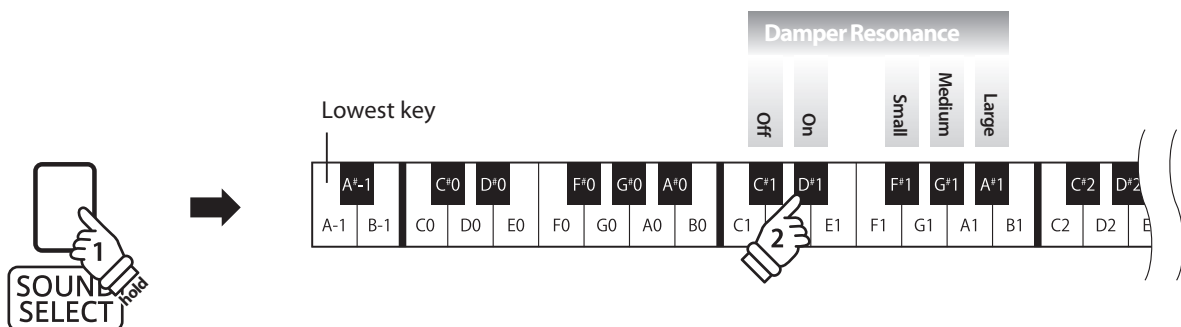 Damper Resonance
Off
On
Small
Medium
Large
Lowest key
A#-1 C#0 D#0 F#0 G#0 A#0 C#1 D#1 F#1 G#1 A#1 C#2 D#2
A-1 B-1 C0 D0 E0 F0 G0 A0 B0 C1 E1 F1 G1 A1 B1 C2 D2 E
1
2
hold
SOUND
SELECT